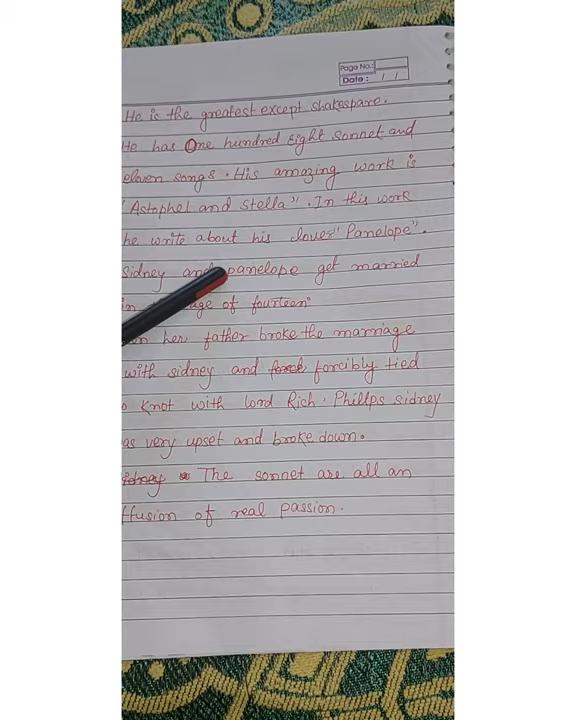 Page No.:
Date : / /
He is the greatest except shakespare.
He has One hundred Eight sonnet and
eloven songs. His amazing work is
"Astophel and Stella". In this work
he write about his clover "Panelope".
Sidney and panelope get married
in age of fourteen.
her father broke the marriage
with sidney and forcibly tied
knot with lord Rich. Phillps sidney
as very upset and broke down.
The sonnet are all an
ffusion of real passion.